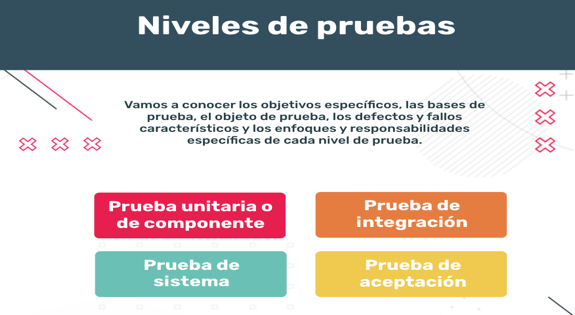 Niveles de pruebas
Vamos a conocer los objetivos específicos, las bases de
prueba, el objeto de prueba, los defectos y fallos
característicos y los enfoques y responsabilidades
específicas de cada nivel de prueba.
Prueba unitaria o
de componente
Prueba de
integración
Prueba de
sistema
Prueba de
aceptación